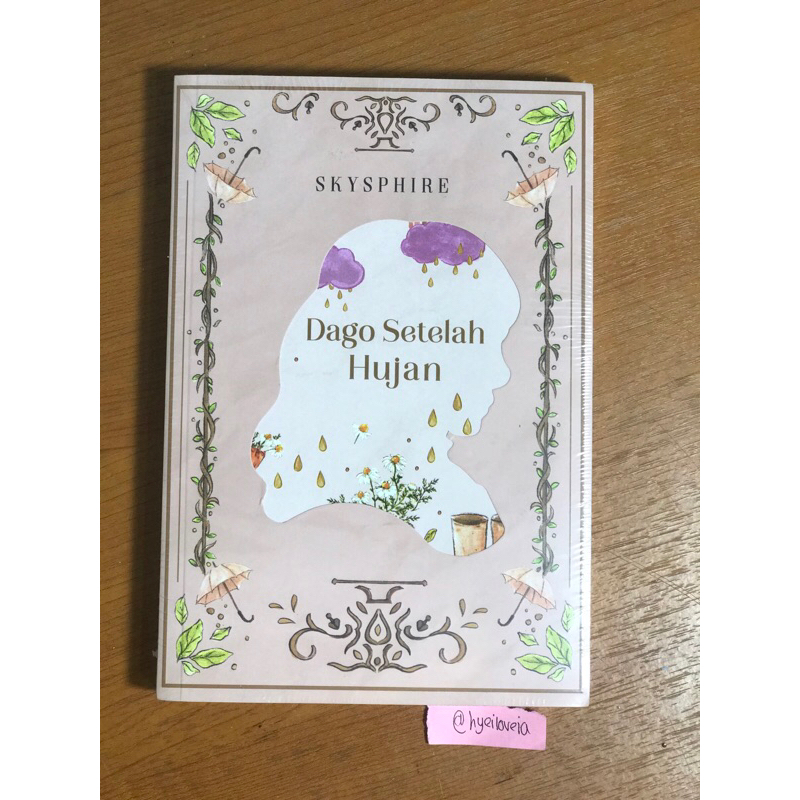 SKYSPHIRE
Dago Setelah
Hujan
@hyeiloveia